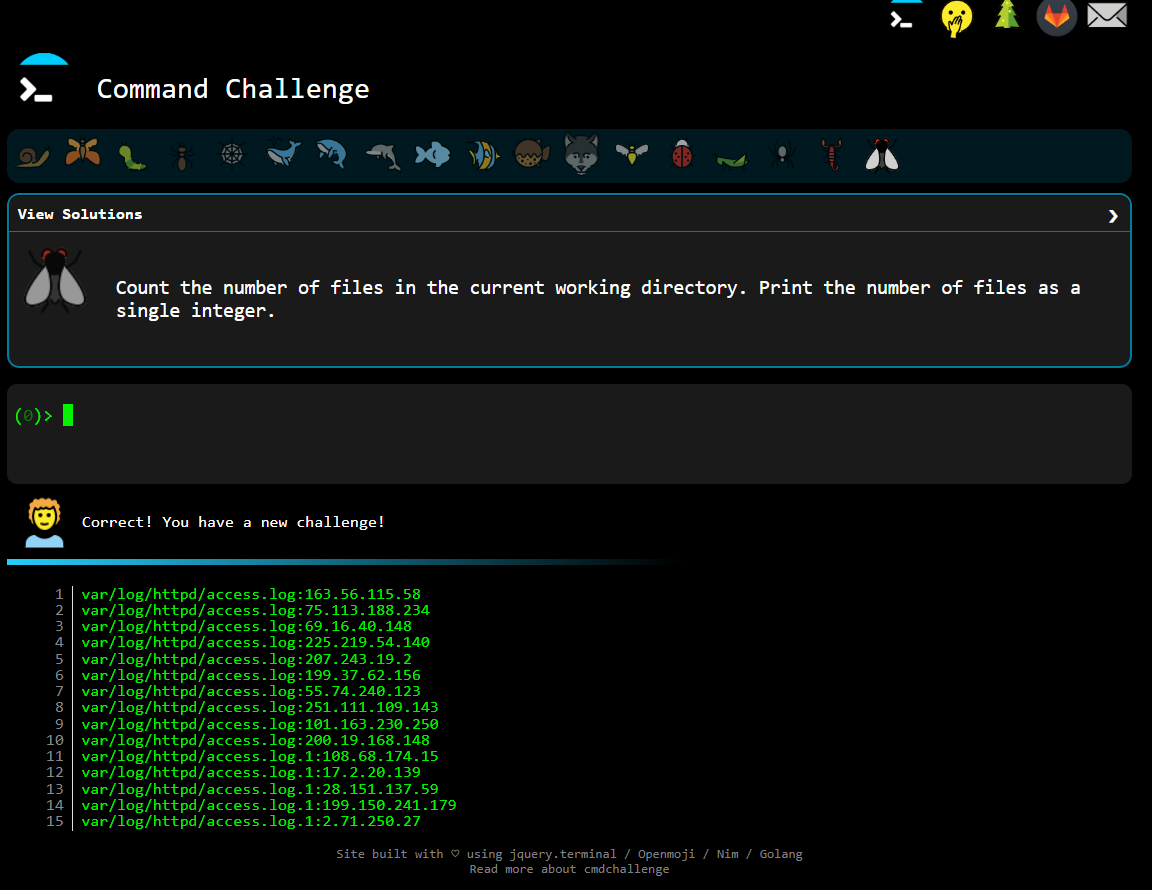 Command Challenge
View Solutions
Count the number of files in the current working directory. Print the number of files as a
single integer.
(0)>
Correct! You have a new challenge!
1 var/log/httpd/access.log:163.56.115.58
2 var/log/httpd/access.log:75.113.188.234
3 var/log/httpd/access.log:69.16.40.148
4 var/log/httpd/access.log:225.219.54.140
5 var/log/httpd/access.log:207.243.19.2
6 var/log/httpd/access.log:199.37.62.156
7 var/log/httpd/access.log:55.74.240.123
8 var/log/httpd/access.log:251.111.109.143
9 var/log/httpd/access.log:101.163.230.250
10 var/log/httpd/access.log:200.19.168.148
11 var/log/httpd/access.log.1:108.68.174.15
12 var/log/httpd/access.log.1:17.2.20.139
13 var/log/httpd/access.log.1:28.151.137.59
14 var/log/httpd/access.log.1:199.150.241.179
15 var/log/httpd/access.log.1:2.71.250.27
Site built with ♡ using jquery.terminal / Openmoji / Nim / Golang
Read more about cmdchallenge